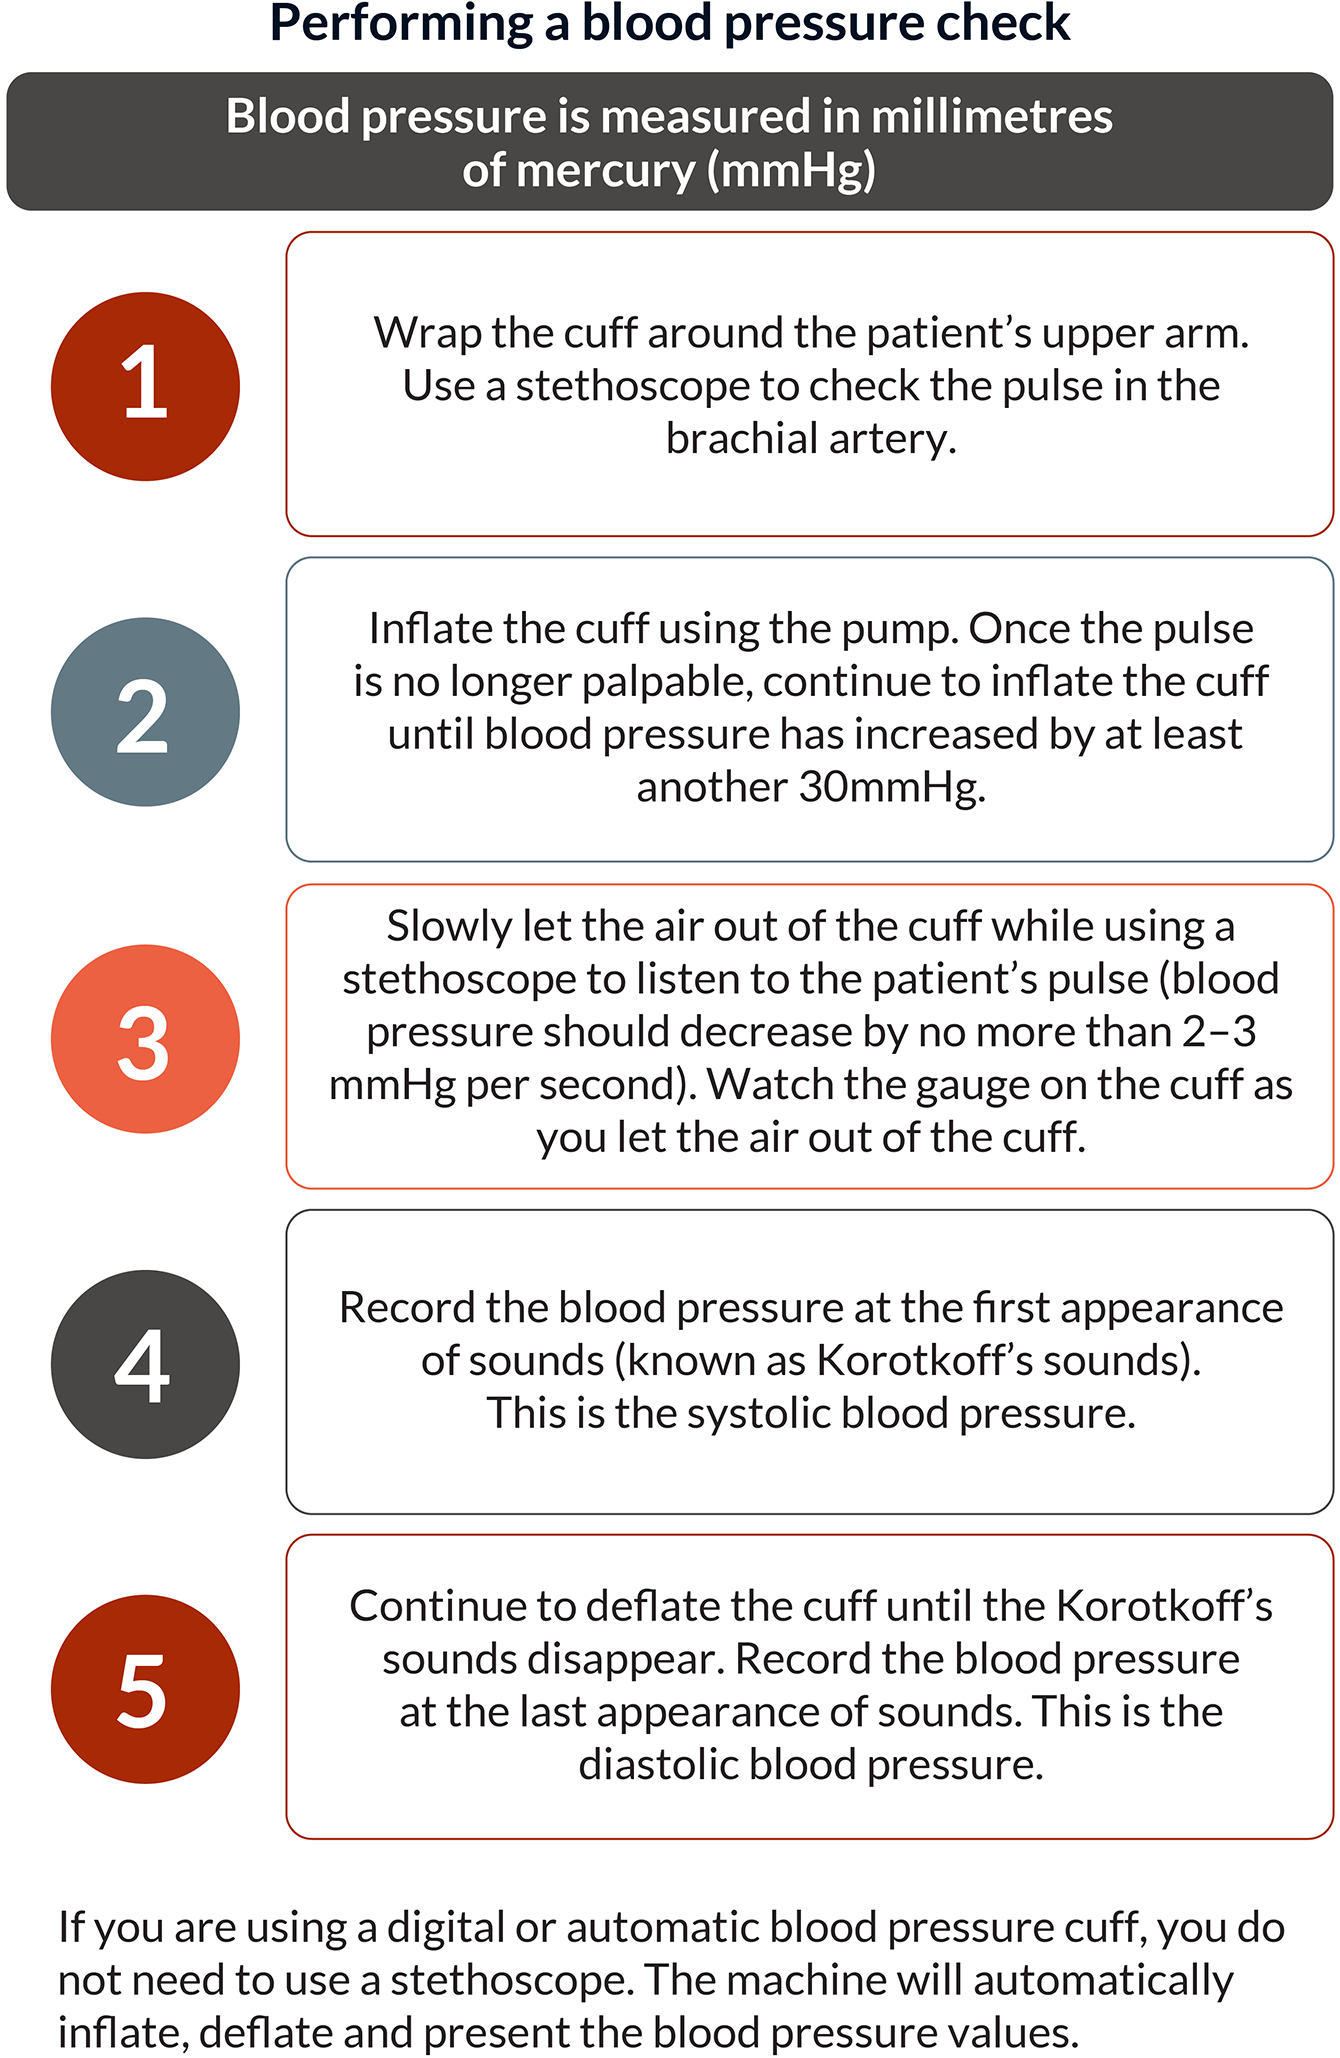 Performing a blood pressure check
Blood pressure is measured in millimetres
of mercury (mmHg)
1
Wrap the cuff around the patient’s upper arm.
Use a stethoscope to check the pulse in the
brachial artery.
2
Inflate the cuff using the pump. Once the pulse
is no longer palpable, continue to inflate the cuff
until blood pressure has increased by at least
another 30mmHg.
3
Slowly let the air out of the cuff while using a
stethoscope to listen to the patient’s pulse (blood
pressure should decrease by no more than 2–3
mmHg per second). Watch the gauge on the cuff as
you let the air out of the cuff.
4
Record the blood pressure at the first appearance
of sounds (known as Korotkoff’s sounds).
This is the systolic blood pressure.
5
Continue to deflate the cuff until the Korotkoff’s
sounds disappear. Record the blood pressure
at the last appearance of sounds. This is the
diastolic blood pressure.
If you are using a digital or automatic blood pressure cuff, you do
not need to use a stethoscope. The machine will automatically
inflate, deflate and present the blood pressure values.